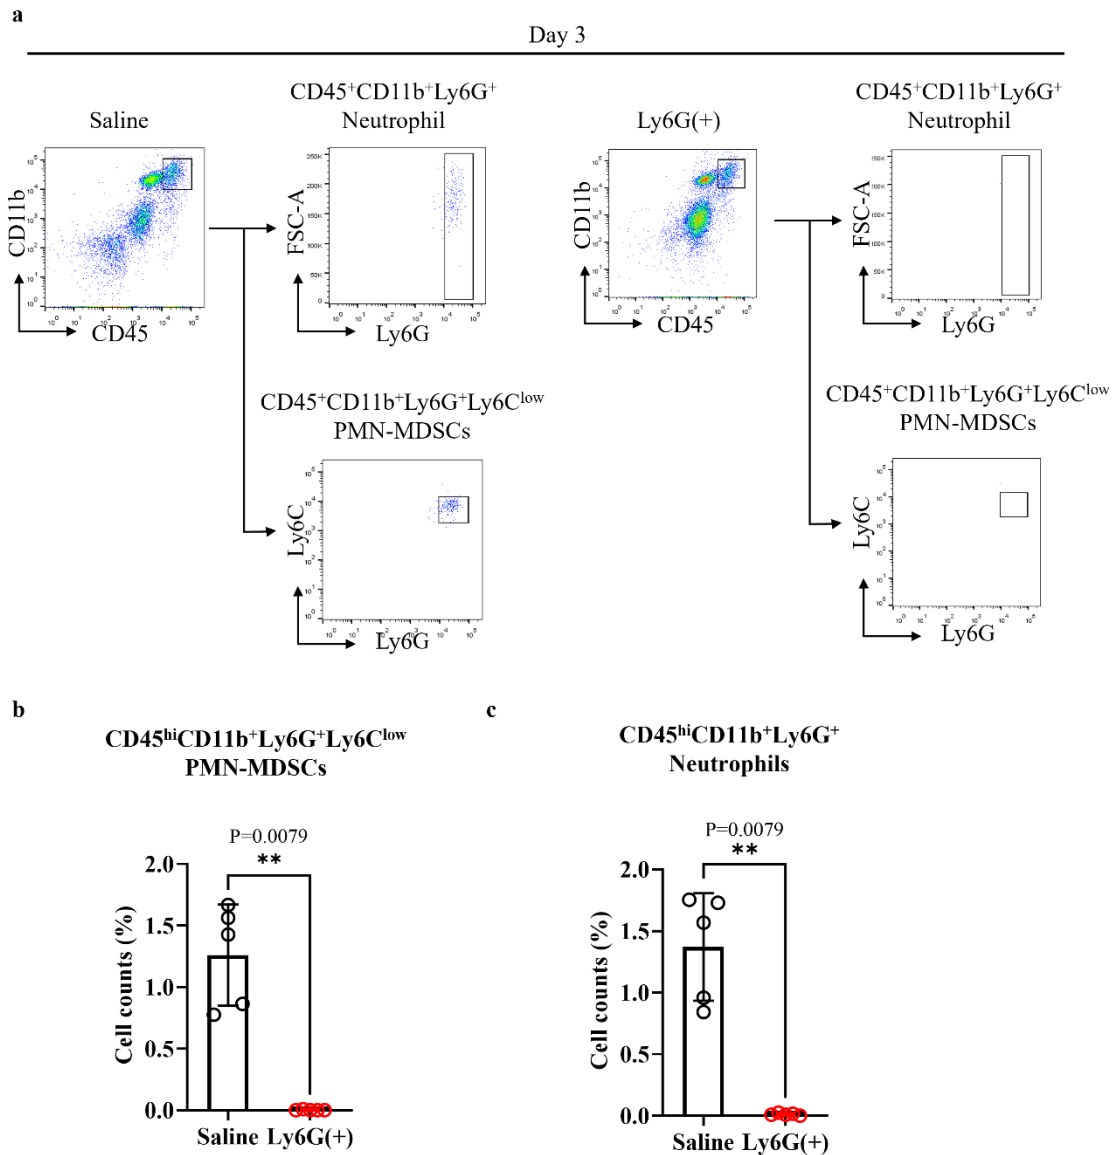 a
Day 3
Saline
CD45⁺CD11b⁺Ly6G⁺
Neutrophil
Ly6G(+)
CD45⁺CD11b⁺Ly6G⁺
Neutrophil
CD11b
CD45
FSC-A
Ly6G
CD11b
CD45
FSC-A
Ly6G
CD45⁺CD11b⁺Ly6G⁺Ly6Cˡᵒʷ
PMN-MDSCs
CD45⁺CD11b⁺Ly6G⁺Ly6Cˡᵒʷ
PMN-MDSCs
Ly6C
Ly6G
Ly6C
Ly6G
b
CD45ʰⁱCD11b⁺Ly6G⁺Ly6Cˡᵒʷ
PMN-MDSCs
P=0.0079
**
Cell counts (%)
2.0
1.5
1.0
0.5
0.0
Saline Ly6G(+)
c
CD45ʰⁱCD11b⁺Ly6G⁺
Neutrophils
P=0.0079
**
Cell counts (%)
2.0
1.5
1.0
0.5
0.0
Saline Ly6G(+)